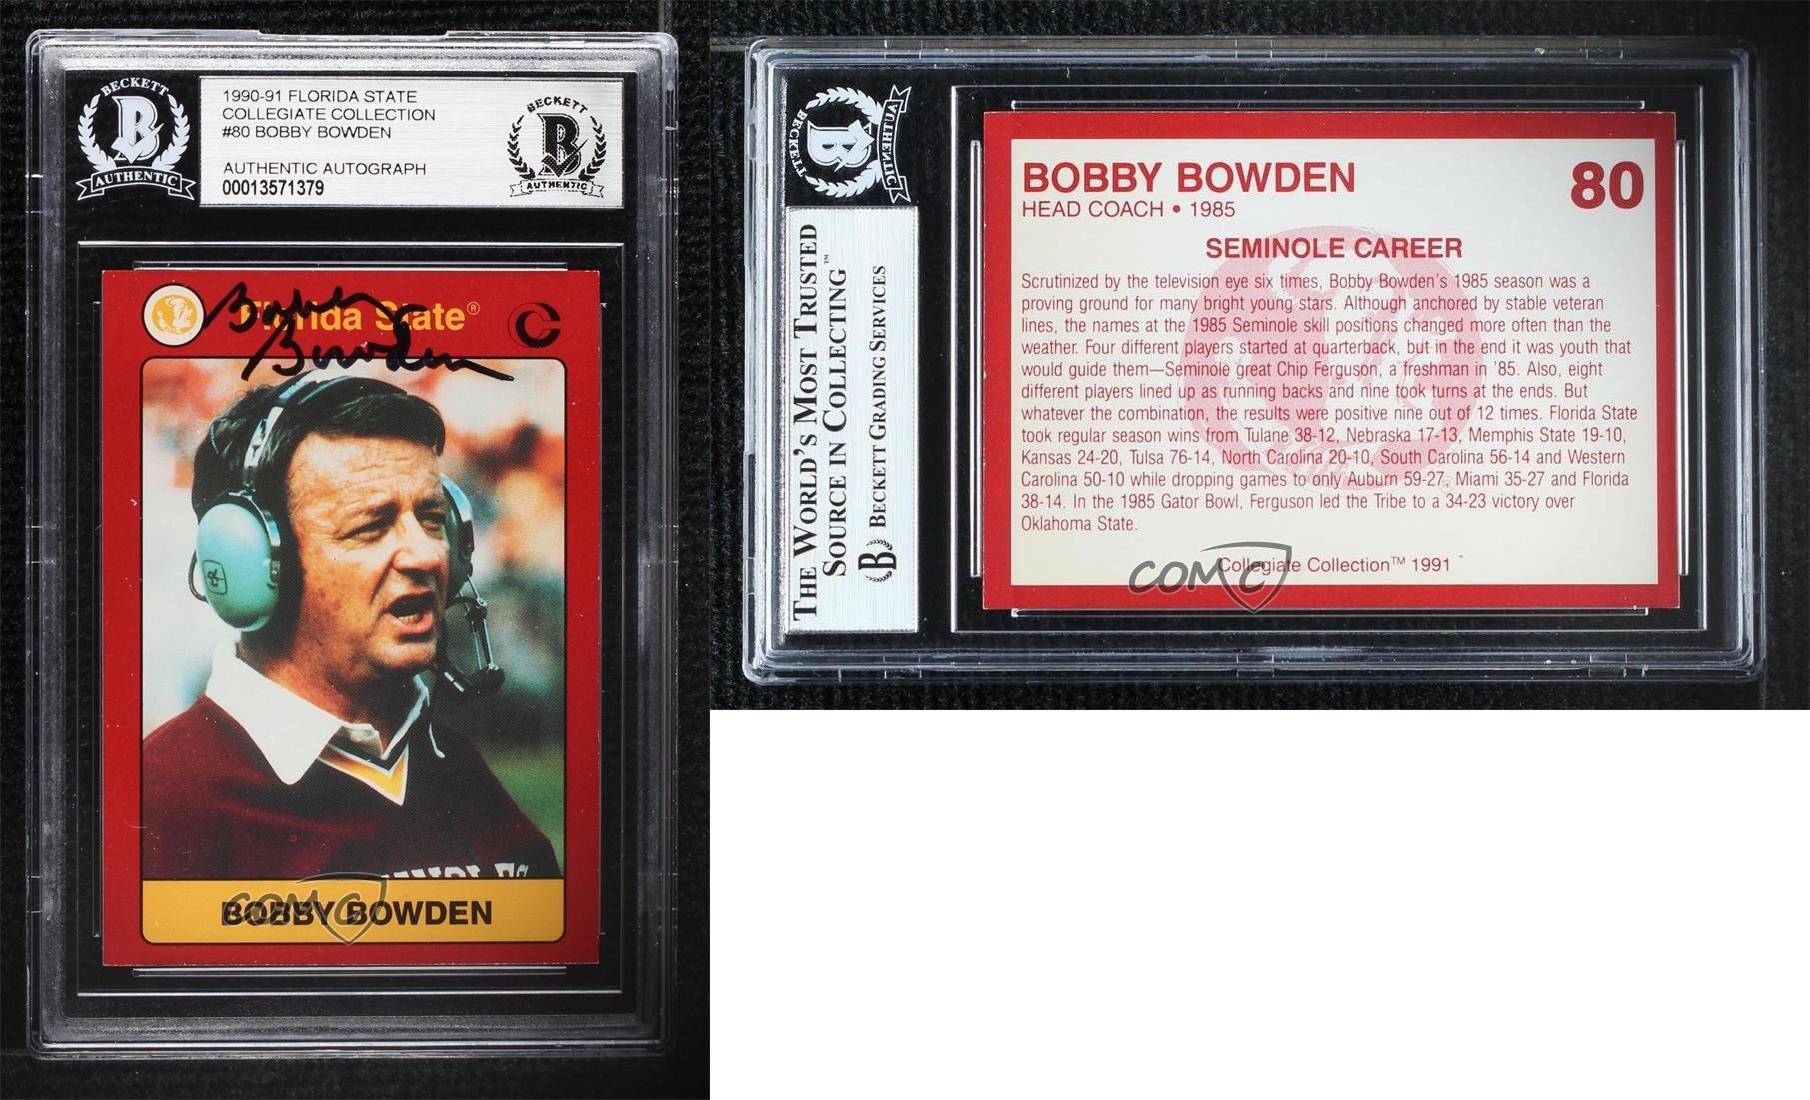 BECKETT
B
AUTHENTIC
1990-91 FLORIDA STATE
COLLEGIATE COLLECTION
#80 BOBBY BOWDEN
AUTHENTIC AUTOGRAPH
00013571379
BECKETT
B
AUTHENTIC
Florida State®
Bobby
Bowden
BOBBY BOWDEN
COMC
BECKETT
B
AUTHENTIC
THE WORLD'S MOST TRUSTED™
SOURCE IN COLLECTING
B BECKETT GRADING SERVICES
BOBBY BOWDEN
80
HEAD COACH • 1985
SEMINOLE CAREER
Scrutinized by the television eye six times, Bobby Bowden's 1985 season was a
proving ground for many bright young stars. Although anchored by stable veteran
lines, the names at the 1985 Seminole skill positions changed more often than the
weather. Four different players started at quarterback, but in the end it was youth that
would guide them—Seminole great Chip Ferguson, a freshman in '85. Also, eight
different players lined up as running backs and nine took turns at the ends. But
whatever the combination, the results were positive nine out of 12 times. Florida State
took regular season wins from Tulane 38-12, Nebraska 17-13, Memphis State 19-10,
Kansas 24-20, Tulsa 76-14, North Carolina 20-10, South Carolina 56-14 and Western
Carolina 50-10 while dropping games to only Auburn 59-27, Miami 35-27 and Florida
38-14. In the 1985 Gator Bowl, Ferguson led the Tribe to a 34-23 victory over
Oklahoma State.
Collegiate Collection™ 1991
COMC